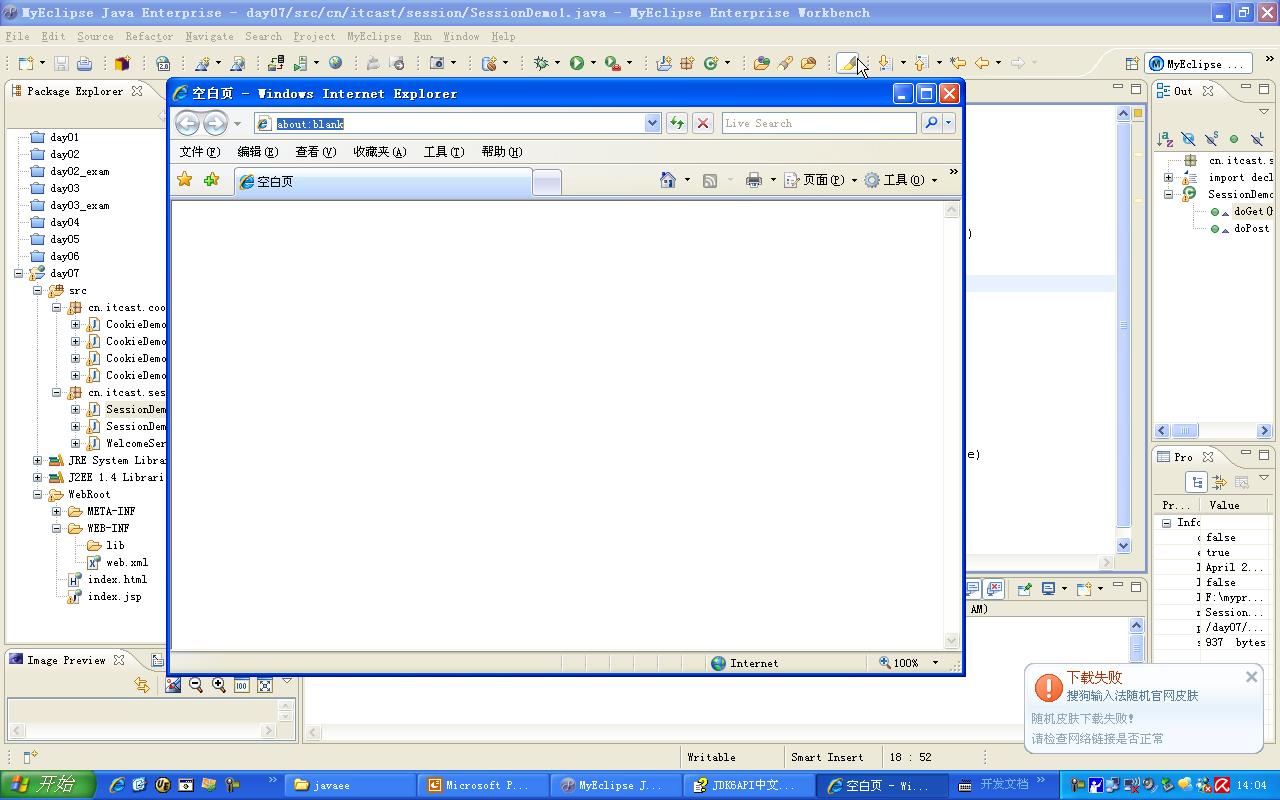 MyEclipse Java Enterprise - day07/src/cn/itcast/session/SessionDemo1.java - MyEclipse Enterprise Workbench
File Edit Source Refactor Navigate Search Project MyEclipse Run Window Help
MyEclipse ...
Package Explorer
day01
day02
day02_exam
day03
day03_exam
day04
day05
day06
day07
src
cn.itcast.coo
CookieDemo
CookieDemo
CookieDemo
CookieDemo
cn.itcast.ses
SessionDem
SessionDem
WelcomeSer
JRE System Libra
J2EE 1.4 Librari
WebRoot
META-INF
WEB-INF
lib
web.xml
index.html
index.jsp
空白页 - Windows Internet Explorer
about:blank
Live Search
文件(F) 编辑(E) 查看(V) 收藏夹(A) 工具(T) 帮助(H)
空白页
页面(P)
工具(O)
Internet
100%
)
e)
AM)
Out
cn.itcast.s
import decl
SessionDemo
doGet(H
doPost
Pro
Pr... Value
Info
false
true
April 2...
false
F:\mypr...
Session...
/day07/...
937 bytes
Image Preview
100
下载失败
搜狗输入法随机官网皮肤
随机皮肤下载失败!
请检查网络链接是否正常
Writable
Smart Insert
18 : 52
开始
javaee
Microsoft P...
MyEclipse J...
JDK6API中文...
空白页 - Wi...
开发文档
14:04